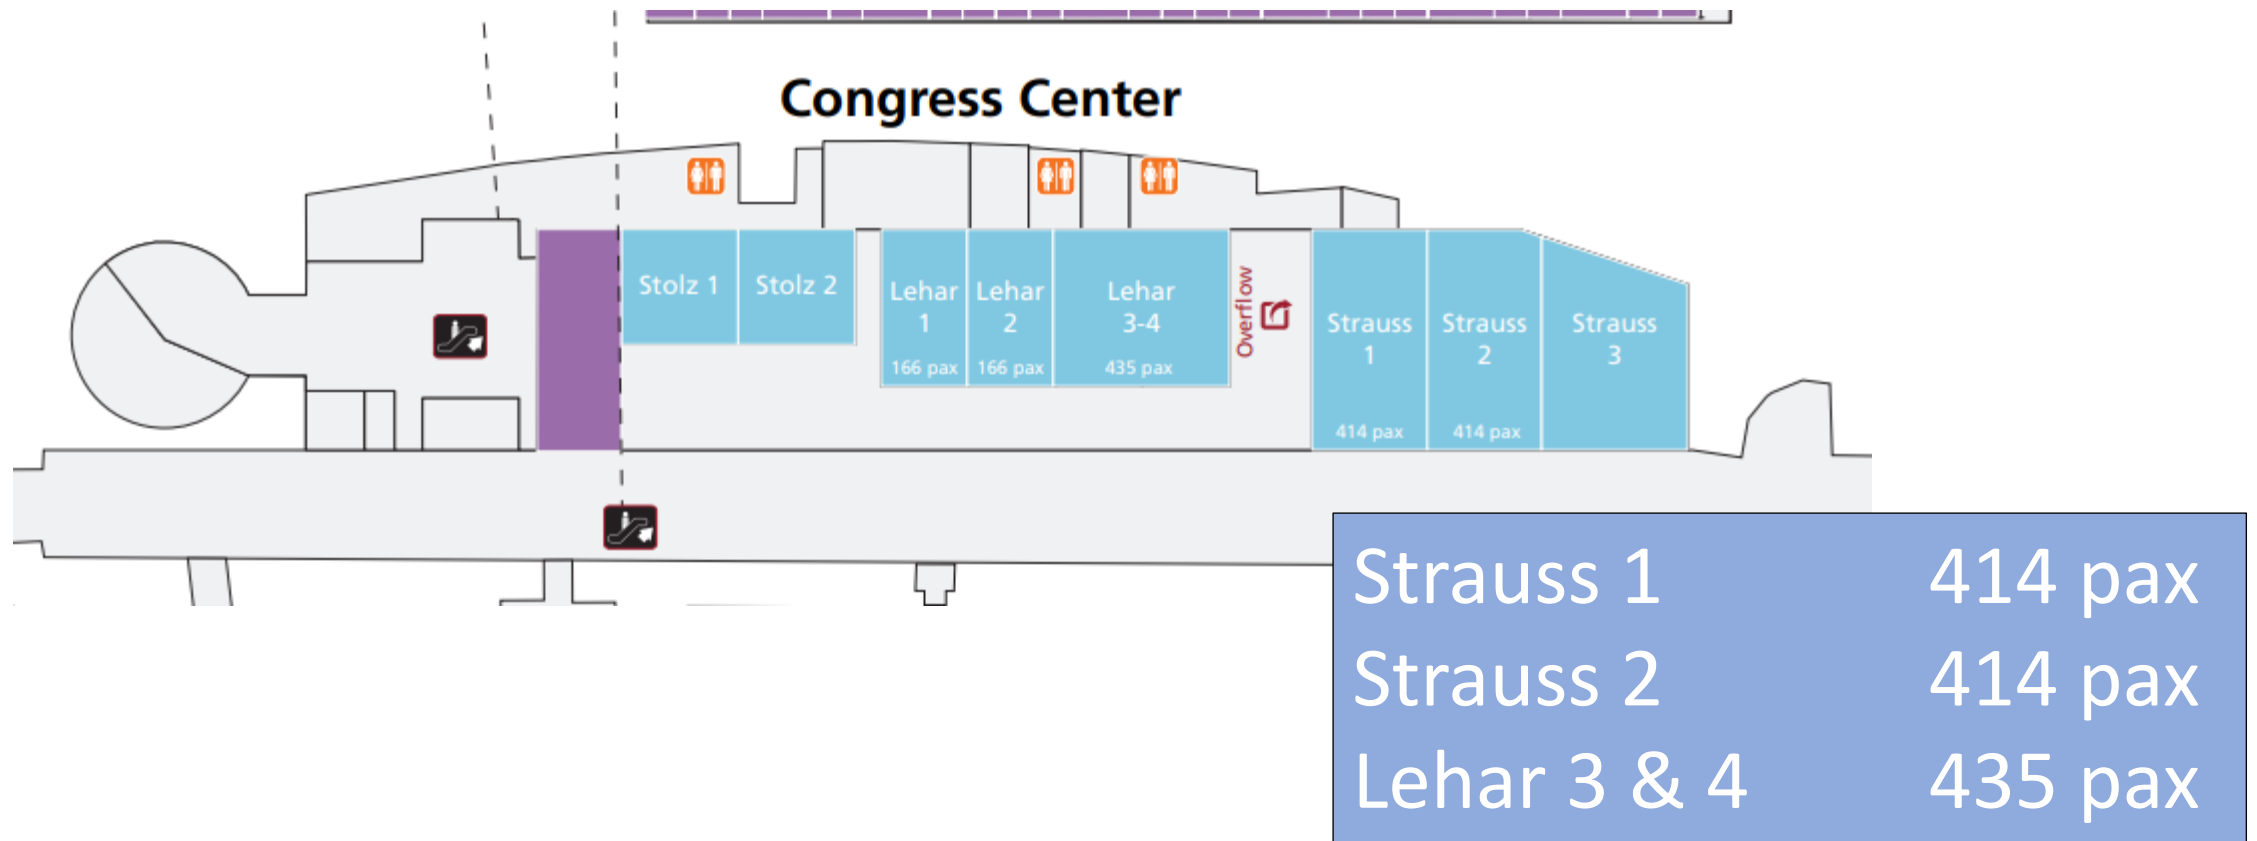 Congress Center
Stolz 1
Stolz 2
Lehar
1
166 pax
Lehar
2
166 pax
Lehar
3-4
435 pax
Overflow
Strauss
1
414 pax
Strauss
2
414 pax
Strauss
3
Strauss 1 414 pax
Strauss 2 414 pax
Lehar 3 & 4 435 pax